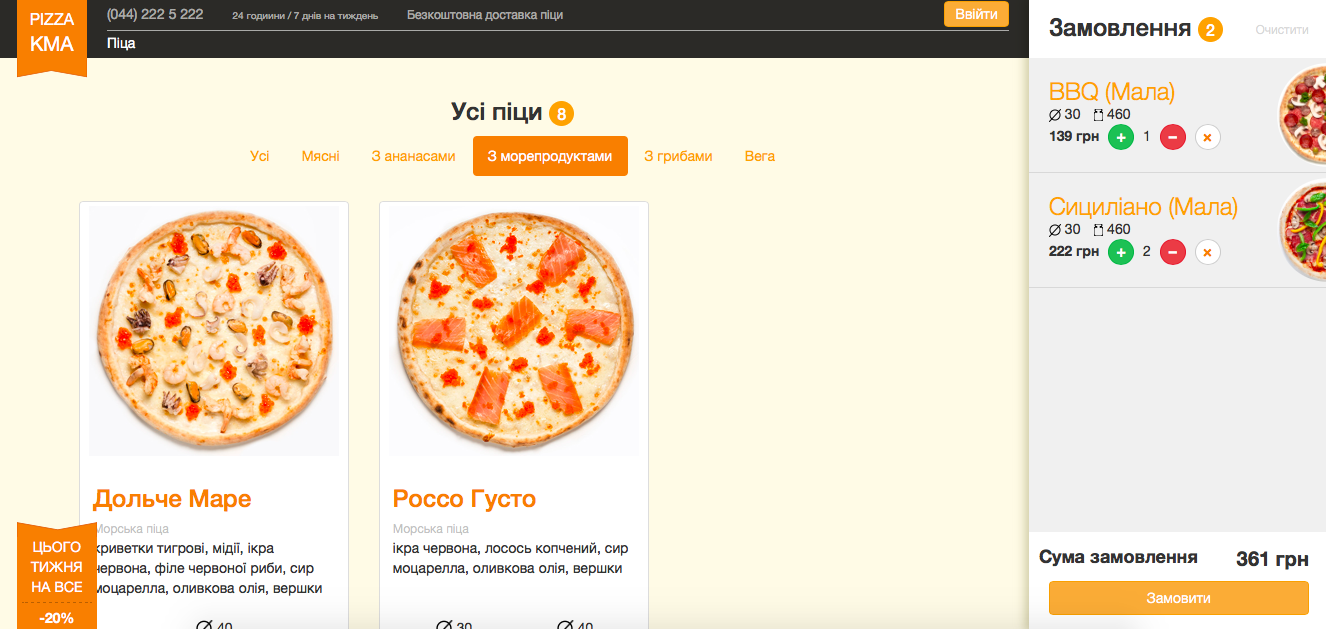 PIZZA
KMA
(044) 222 5 222 24 годиини / 7 днів на тиждень Безкоштовна доставка піци Ввійти
Піца
Усі піци 8
Усі Мясні З ананасами З морепродуктами З грибами Вега
Дольче Маре
Морська піца
криветки тигрові, мідії, ікра
червона, філе червоної риби, сир
моцарелла, оливкова олія, вершки
40
Россо Густо
Морська піца
ікра червона, лосось копчений, сир
моцарелла, оливкова олія, вершки
30 40
ЦЬОГО
ТИЖНЯ
НА ВСЕ
-20%
Замовлення 2 Очистити
BBQ (Мала)
30 460
139 грн + 1 - ×
Сициліано (Мала)
30 460
222 грн + 2 - ×
Сума замовлення 361 грн
Замовити